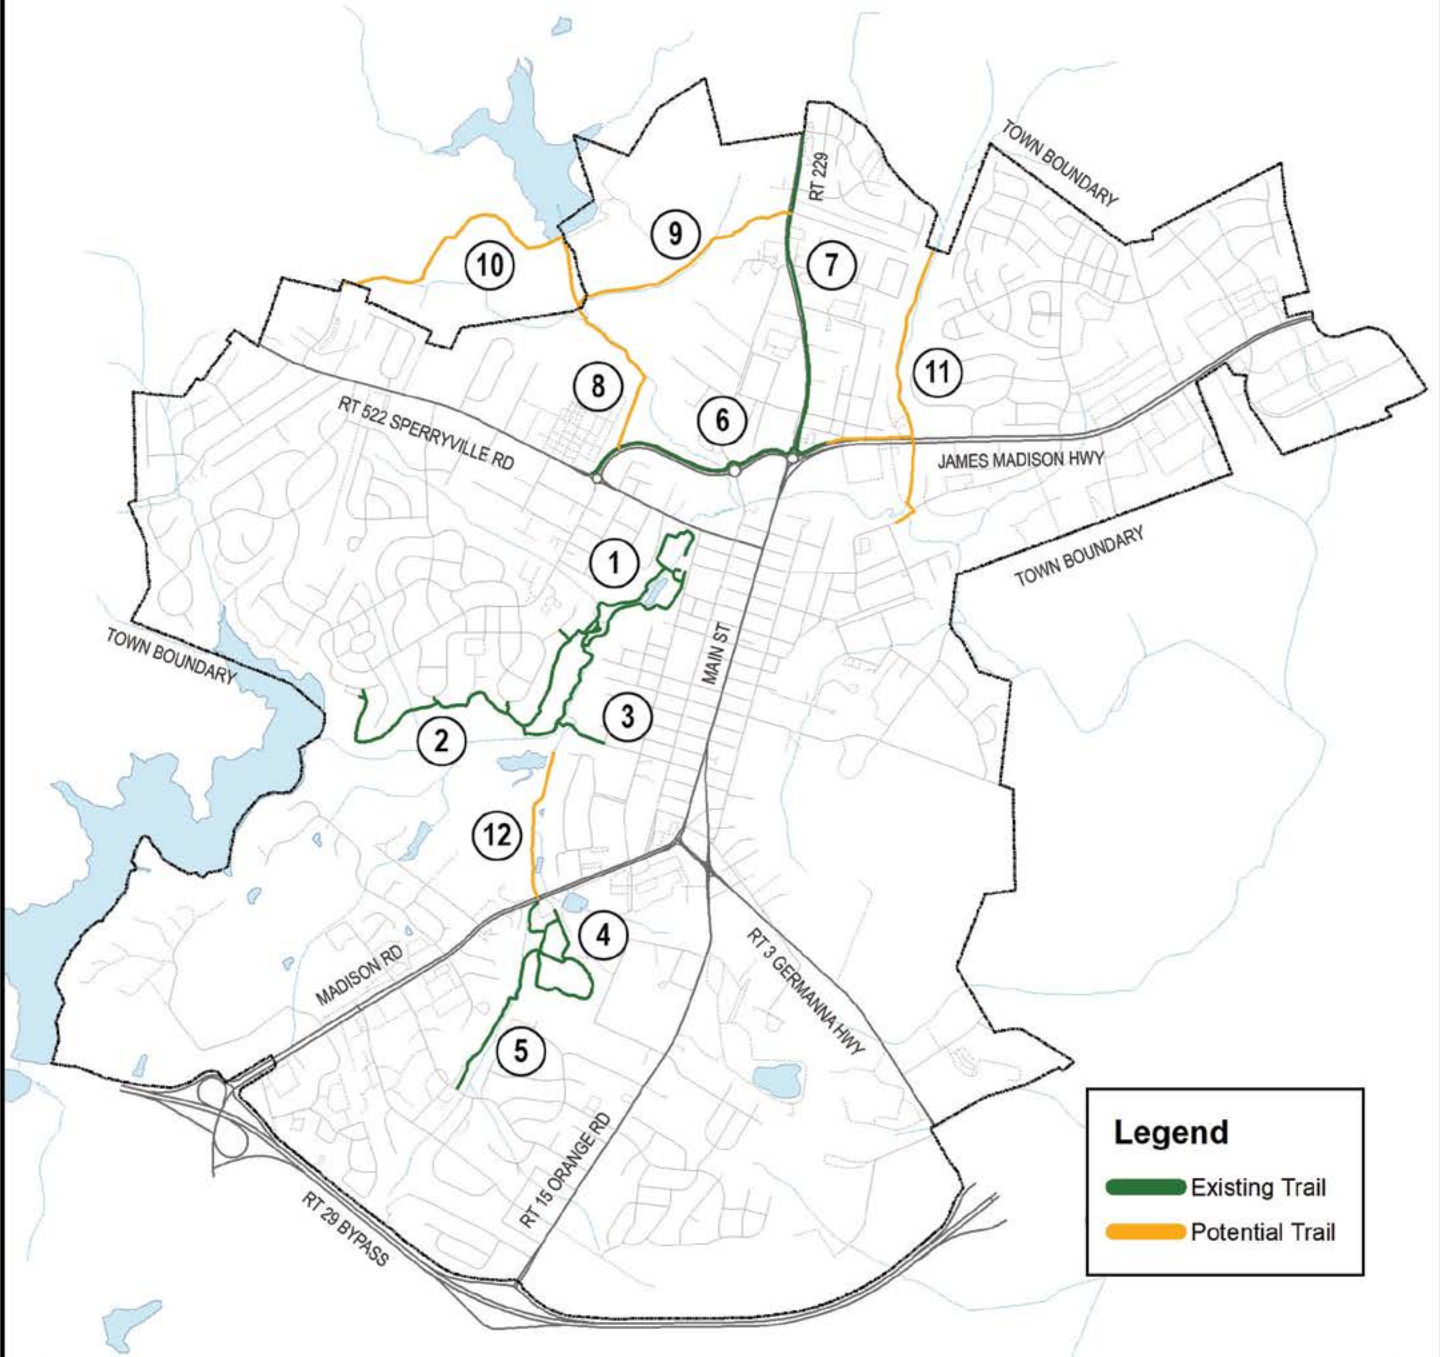 TOWN BOUNDARY
RT 229
9
10
7
11
8
6
RT 522 SPERRYVILLE RD
JAMES MADISON HWY
1
TOWN BOUNDARY
TOWN BOUNDARY
MAIN ST
3
2
12
4
RT 3 GERMANNA HWY
MADISON RD
5
RT 15 ORANGE RD
RT 29 BYPASS
Legend
Existing Trail
Potential Trail